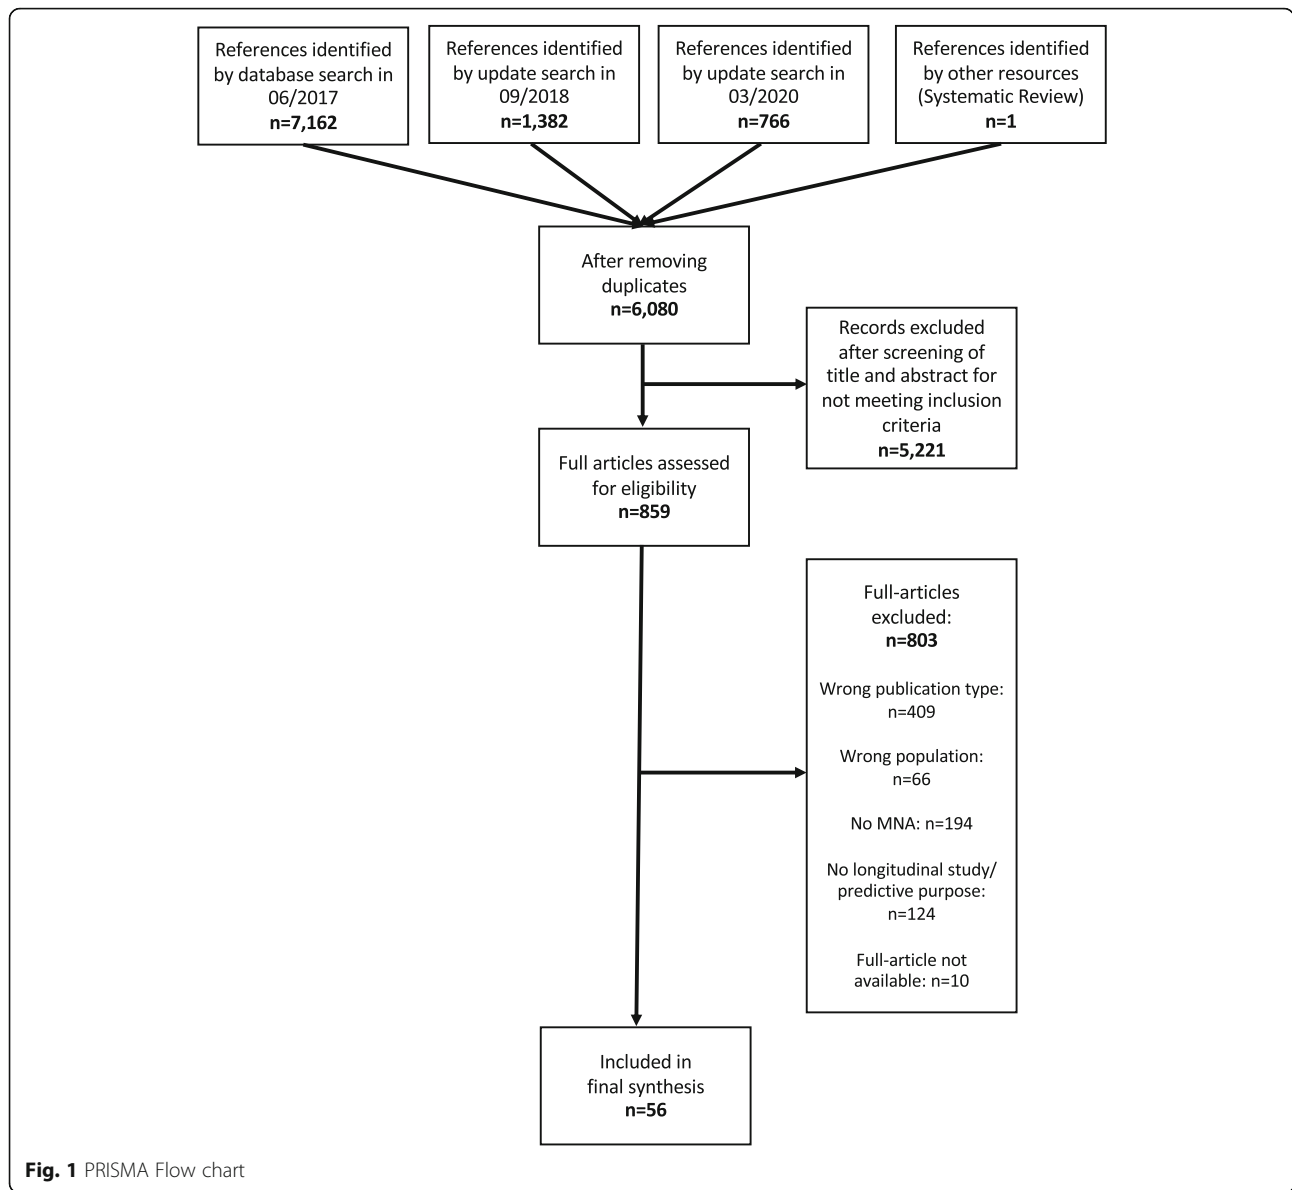 References identified
by database search in
06/2017
n=7,162
References identified
by update search in
09/2018
n=1,382
References identified
by update search in
03/2020
n=766
References identified
by other resources
(Systematic Review)
n=1
After removing
duplicates
n=6,080
Records excluded
after screening of
title and abstract for
not meeting inclusion
criteria
n=5,221
Full articles assessed
for eligibility
n=859
Full-articles
excluded:
n=803
Wrong publication type:
n=409
Wrong population:
n=66
No MNA: n=194
No longitudinal study/
predictive purpose:
n=124
Full-article not
available: n=10
Included in
final synthesis
n=56
Fig. 1 PRISMA Flow chart